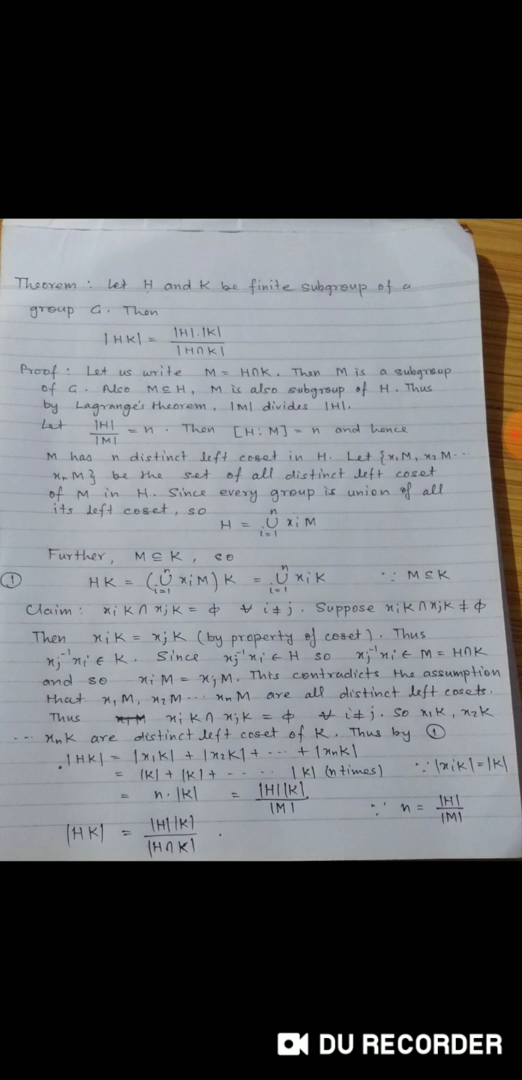 Theorem : Let H and K be finite subgroup of a
group G. Then
|HK| = |H|.|K| / |H∩K|
Proof : Let us write M = H∩K. Then M is a subgroup
of G. Also M⊆H, M is also subgroup of H. Thus
by Lagrange's theorem, |M| divides |H|.
Let |H| / |M| = n. Then [H:M] = n and hence
M has n distinct left coset in H. Let {x₁M, x₂M...
xₙM} be the set of all distinct left coset
of M in H. Since every group is union of all
its left coset, so
H = ⋃ᵢ₌₁ⁿ xᵢM
Further, M⊆K, so
① HK = (⋃ᵢ₌₁ⁿ xᵢM)K = ⋃ᵢ₌₁ⁿ xᵢK ∵ M⊆K
Claim : xᵢK∩xⱼK = ϕ ∀ i≠j. Suppose xᵢK∩xⱼK ≠ ϕ
Then xᵢK = xⱼK (by property of coset). Thus
xⱼ⁻¹xᵢ ∈ K. Since xⱼ⁻¹xᵢ ∈ H so xⱼ⁻¹xᵢ ∈ M = H∩K
and so xᵢM = xⱼM. This contradicts the assumption
that x₁M, x₂M... xₙM are all distinct left cosets.
Thus xᵢK∩xⱼK = ϕ ∀ i≠j. So x₁K, x₂K
... xₙK are distinct left coset of K. Thus by ①
|HK| = |x₁K| + |x₂K| + ... + |xₙK|
= |K| + |K| + ...... |K| (n times) ∵ |xᵢK| = |K|
= n.|K| = |H||K| / |M| ∵ n = |H| / |M|
|HK| = |H||K| / |H∩K| .
DU RECORDER